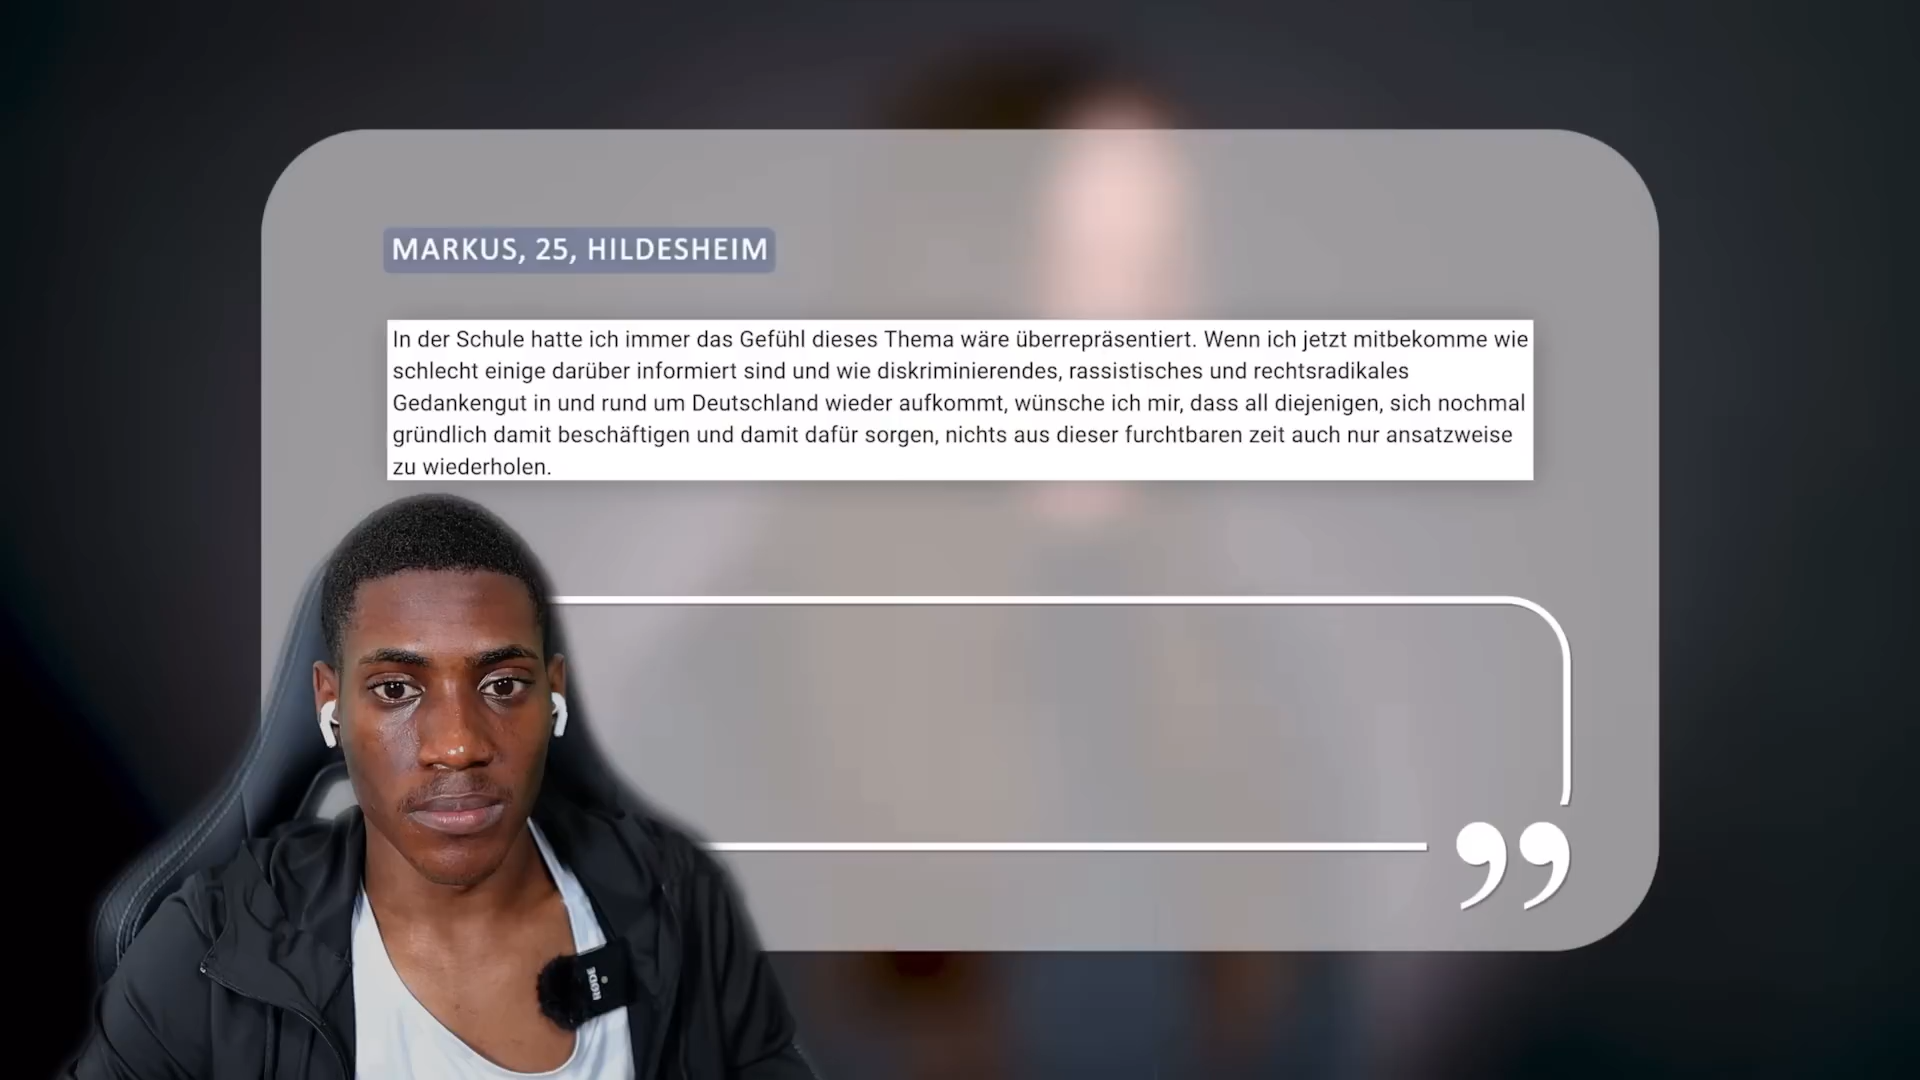 MARKUS, 25, HILDESHEIM
In der Schule hatte ich immer das Gefühl dieses Thema wäre überrepräsentiert. Wenn ich jetzt mitbekomme wie
schlecht einige darüber informiert sind und wie diskriminierendes, rassistisches und rechtsradikales
Gedankengut in und rund um Deutschland wieder aufkommt, wünsche ich mir, dass all diejenigen, sich nochmal
gründlich damit beschäftigen und damit dafür sorgen, nichts aus dieser furchtbaren zeit auch nur ansatzweise
zu wiederholen.
”
RØDE